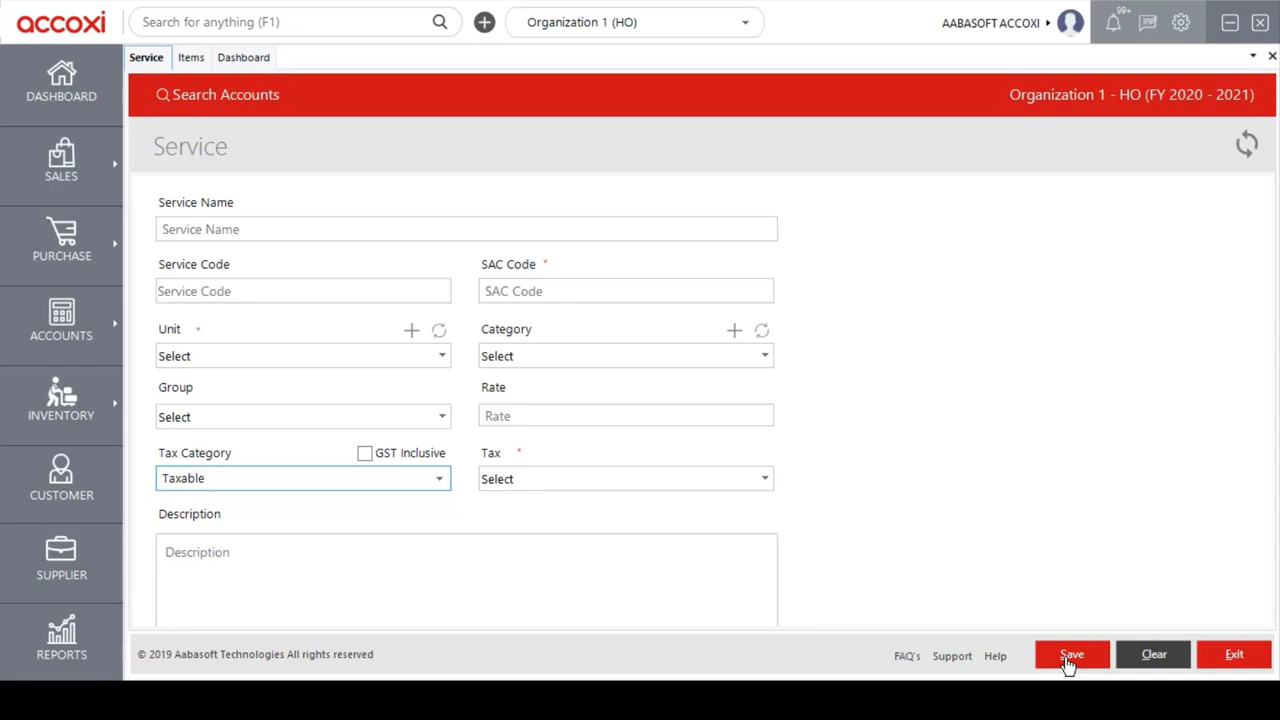 accoxi Search for anything (F1) Organization 1 (HO) AABASOFT ACCOXI 99+
Service Items Dashboard
DASHBOARD
Search Accounts Organization 1 - HO (FY 2020 - 2021)
Service
SALES
Service Name
Service Name
PURCHASE
Service Code SAC Code *
Service Code SAC Code
ACCOUNTS
Unit * Category
Select Select
Group Rate
Select Rate
INVENTORY
Tax Category GST Inclusive Tax *
Taxable Select
CUSTOMER
Description
Description
SUPPLIER
REPORTS
© 2019 Aabasoft Technologies All rights reserved FAQ's Support Help Save Clear Exit